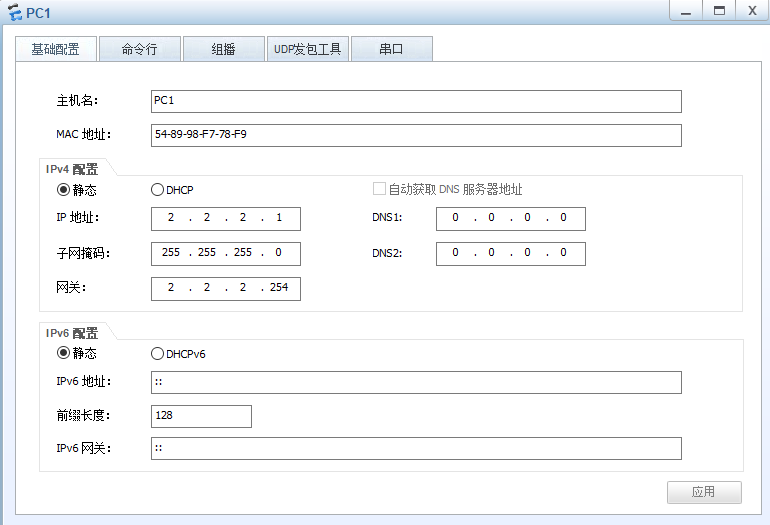 PC1
X
基础配置 命令行 组播 UDP发包工具 串口
主机名: PC1
MAC 地址: 54-89-98-F7-78-F9
IPv4 配置
静态 DHCP 自动获取 DNS 服务器地址
IP 地址: 2 . 2 . 2 . 1 DNS1: 0 . 0 . 0 . 0
子网掩码: 255 . 255 . 255 . 0 DNS2: 0 . 0 . 0 . 0
网关: 2 . 2 . 2 . 254
IPv6 配置
静态 DHCPv6
IPv6 地址: ::
前缀长度: 128
IPv6 网关: ::
应用